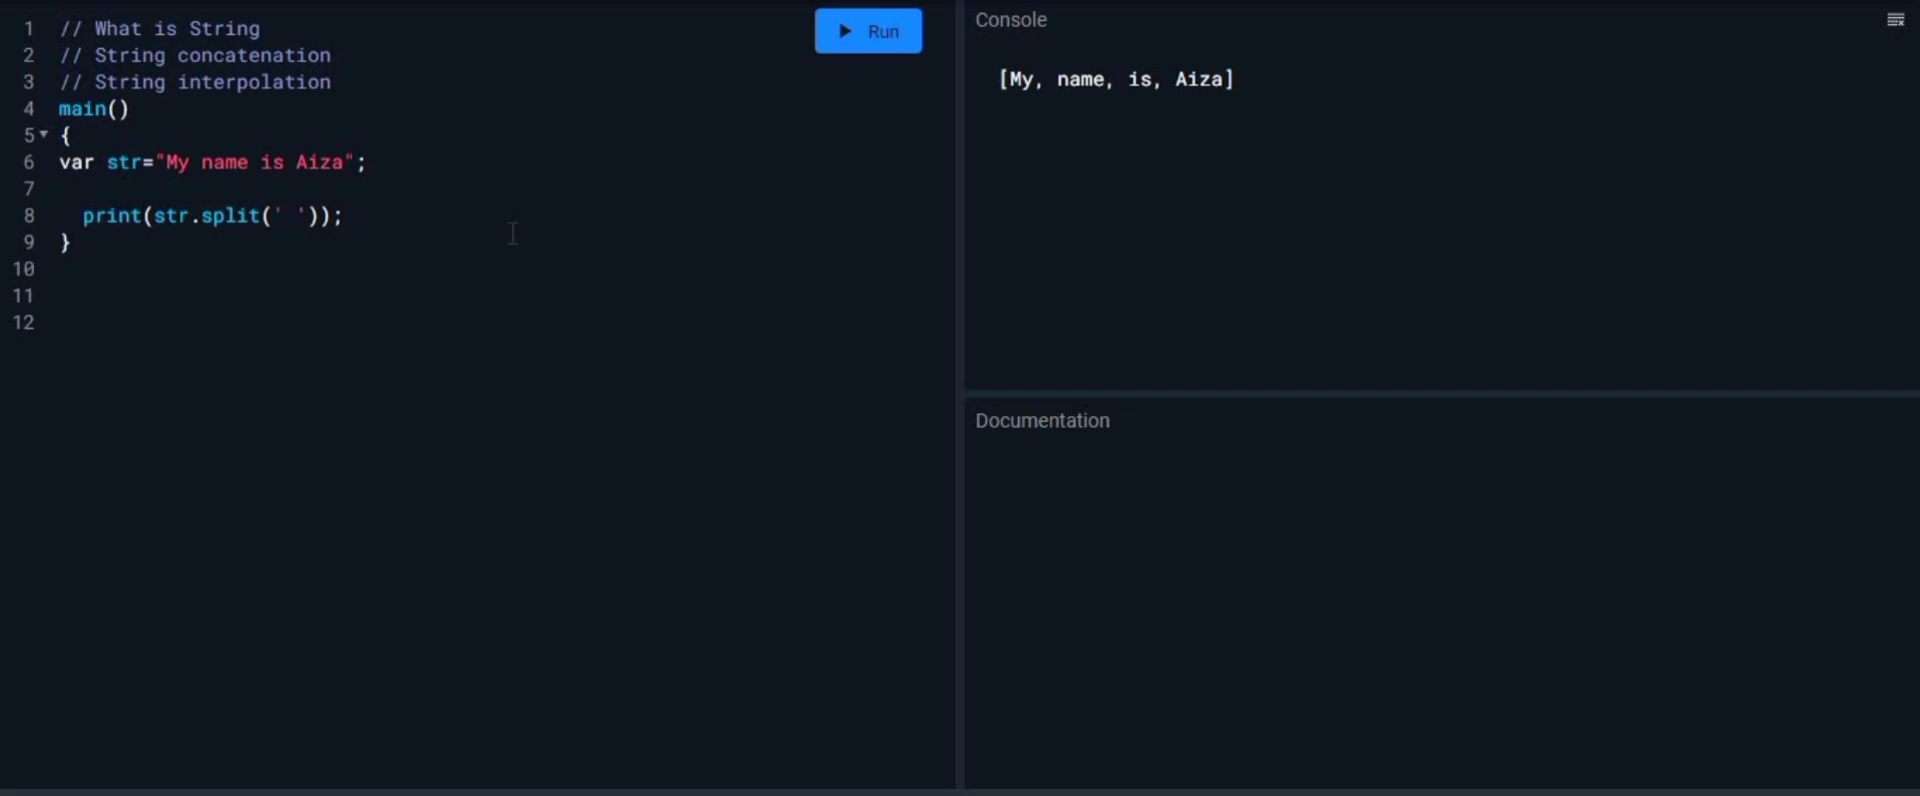 1 // What is String
2 // String concatenation
3 // String interpolation
4 main()
5 {
6 var str="My name is Aiza";
7
8 print(str.split(' '));
9 }
10
11
12
Run
Console
[My, name, is, Aiza]
Documentation